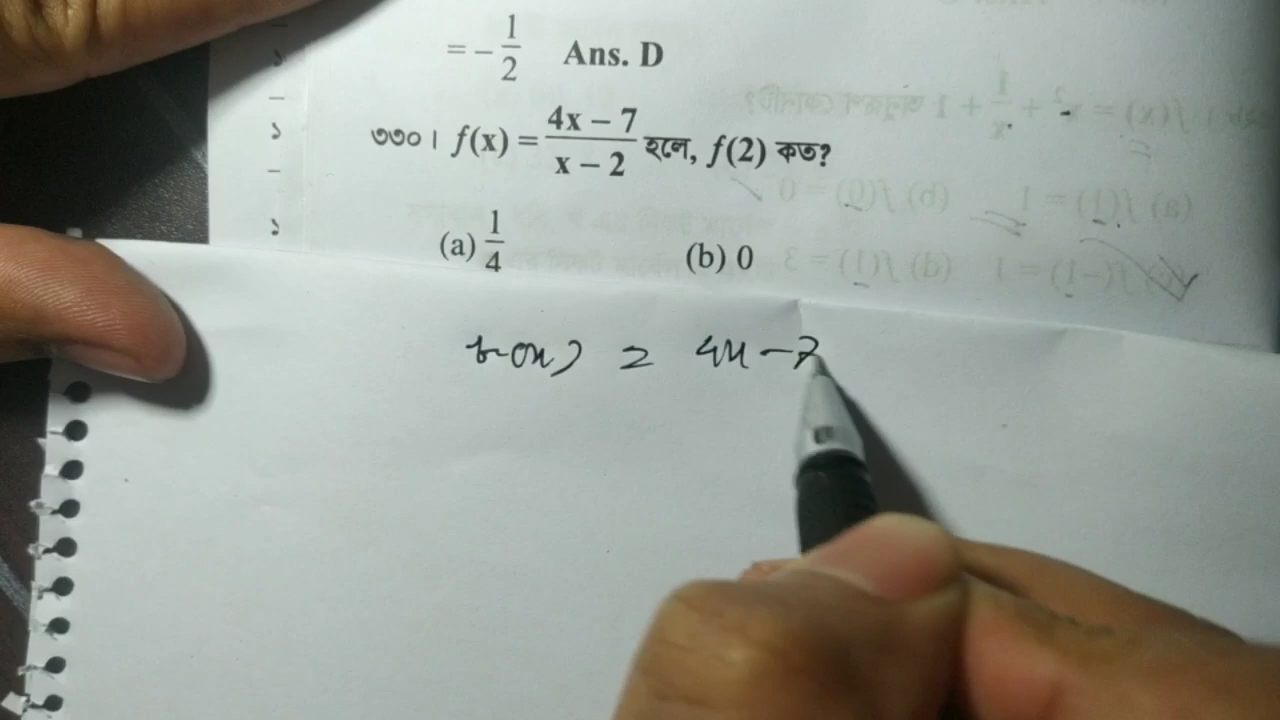 = - 1/2 Ans. D
৩৩০। f(x) = (4x – 7)/(x – 2) হলে, f(2) কত?
(a) 1/4 (b) 0
f(x) = 4x - 7